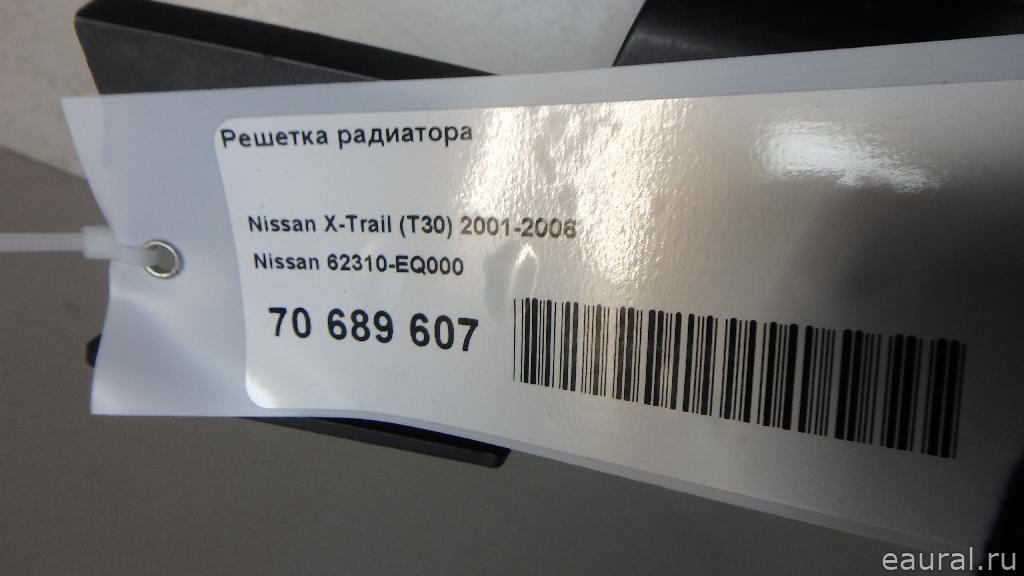 Решетка радиатора
Nissan X-Trail (T30) 2001-2006
Nissan 62310-EQ000
70 689 607
eaural.ru